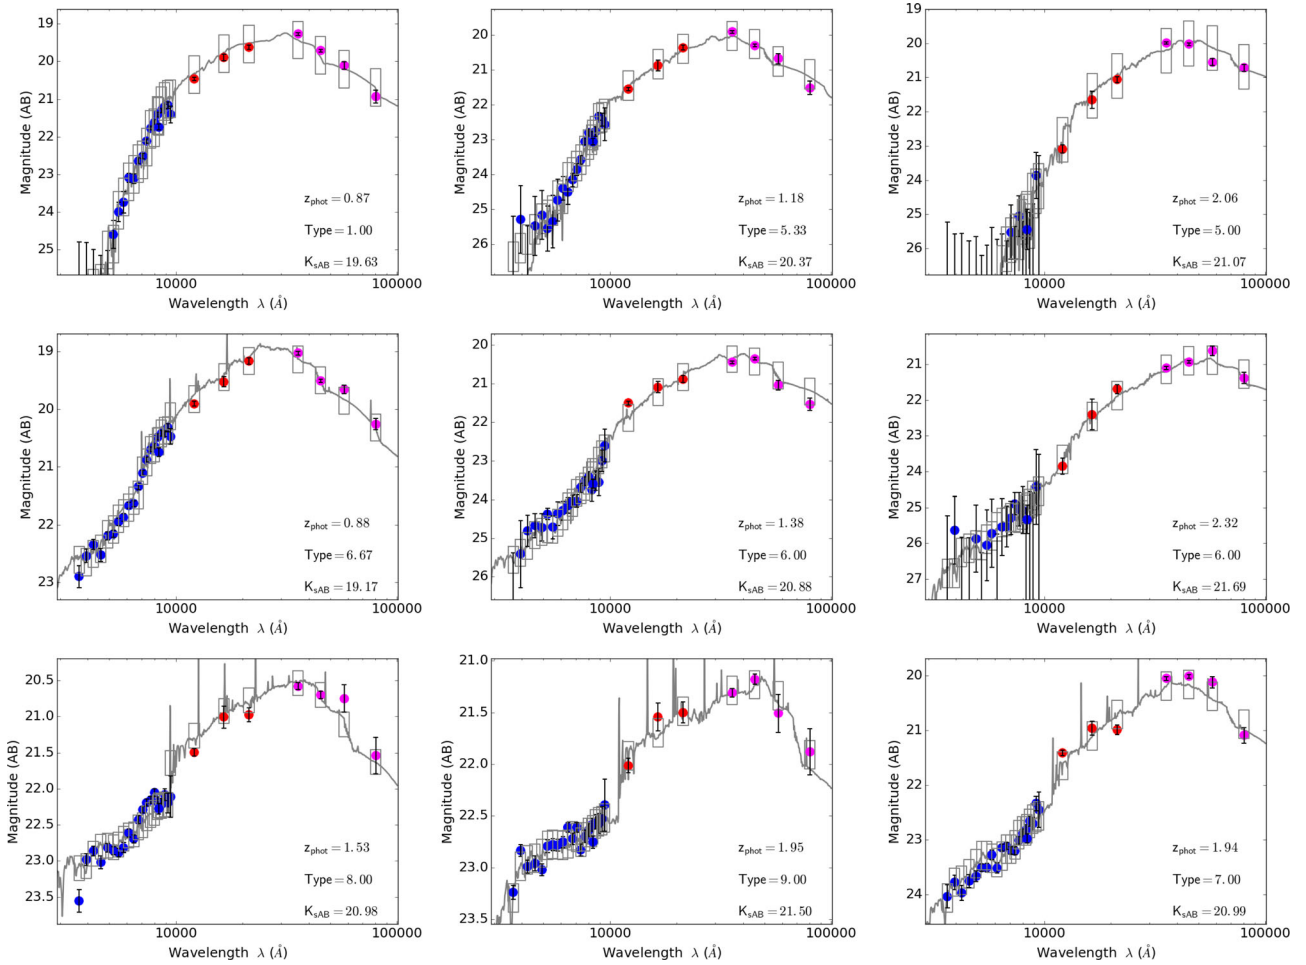 19
20
21
22
23
24
25
Magnitude (AB)
z_phot = 0.87
Type = 1.00
K_sAB = 19.63
10000
100000
Wavelength λ (Å)
20
21
22
23
24
25
26
Magnitude (AB)
z_phot = 1.18
Type = 5.33
K_sAB = 20.37
10000
100000
Wavelength λ (Å)
19
20
21
22
23
24
25
26
Magnitude (AB)
z_phot = 2.06
Type = 5.00
K_sAB = 21.07
10000
100000
Wavelength λ (Å)
19
20
21
22
23
Magnitude (AB)
z_phot = 0.88
Type = 6.67
K_sAB = 19.17
10000
100000
Wavelength λ (Å)
20
21
22
23
24
25
26
Magnitude (AB)
z_phot = 1.38
Type = 6.00
K_sAB = 20.88
10000
100000
Wavelength λ (Å)
21
22
23
24
25
26
27
Magnitude (AB)
z_phot = 2.32
Type = 6.00
K_sAB = 21.69
10000
100000
Wavelength λ (Å)
20.5
21.0
21.5
22.0
22.5
23.0
23.5
Magnitude (AB)
z_phot = 1.53
Type = 8.00
K_sAB = 20.98
10000
100000
Wavelength λ (Å)
21.0
21.5
22.0
22.5
23.0
23.5
Magnitude (AB)
z_phot = 1.95
Type = 9.00
K_sAB = 21.50
10000
100000
Wavelength λ (Å)
20
21
22
23
24
Magnitude (AB)
z_phot = 1.94
Type = 7.00
K_sAB = 20.99
10000
100000
Wavelength λ (Å)